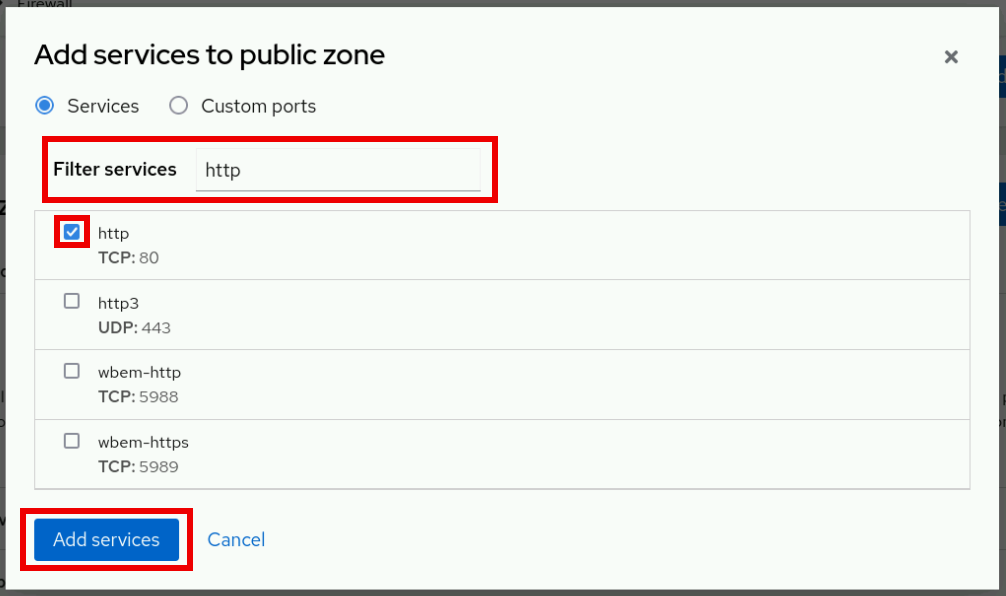 Firewall
Add services to public zone
Services Custom ports
Filter services http
http
TCP: 80
http3
UDP: 443
wbem-http
TCP: 5988
wbem-https
TCP: 5989
Add services Cancel